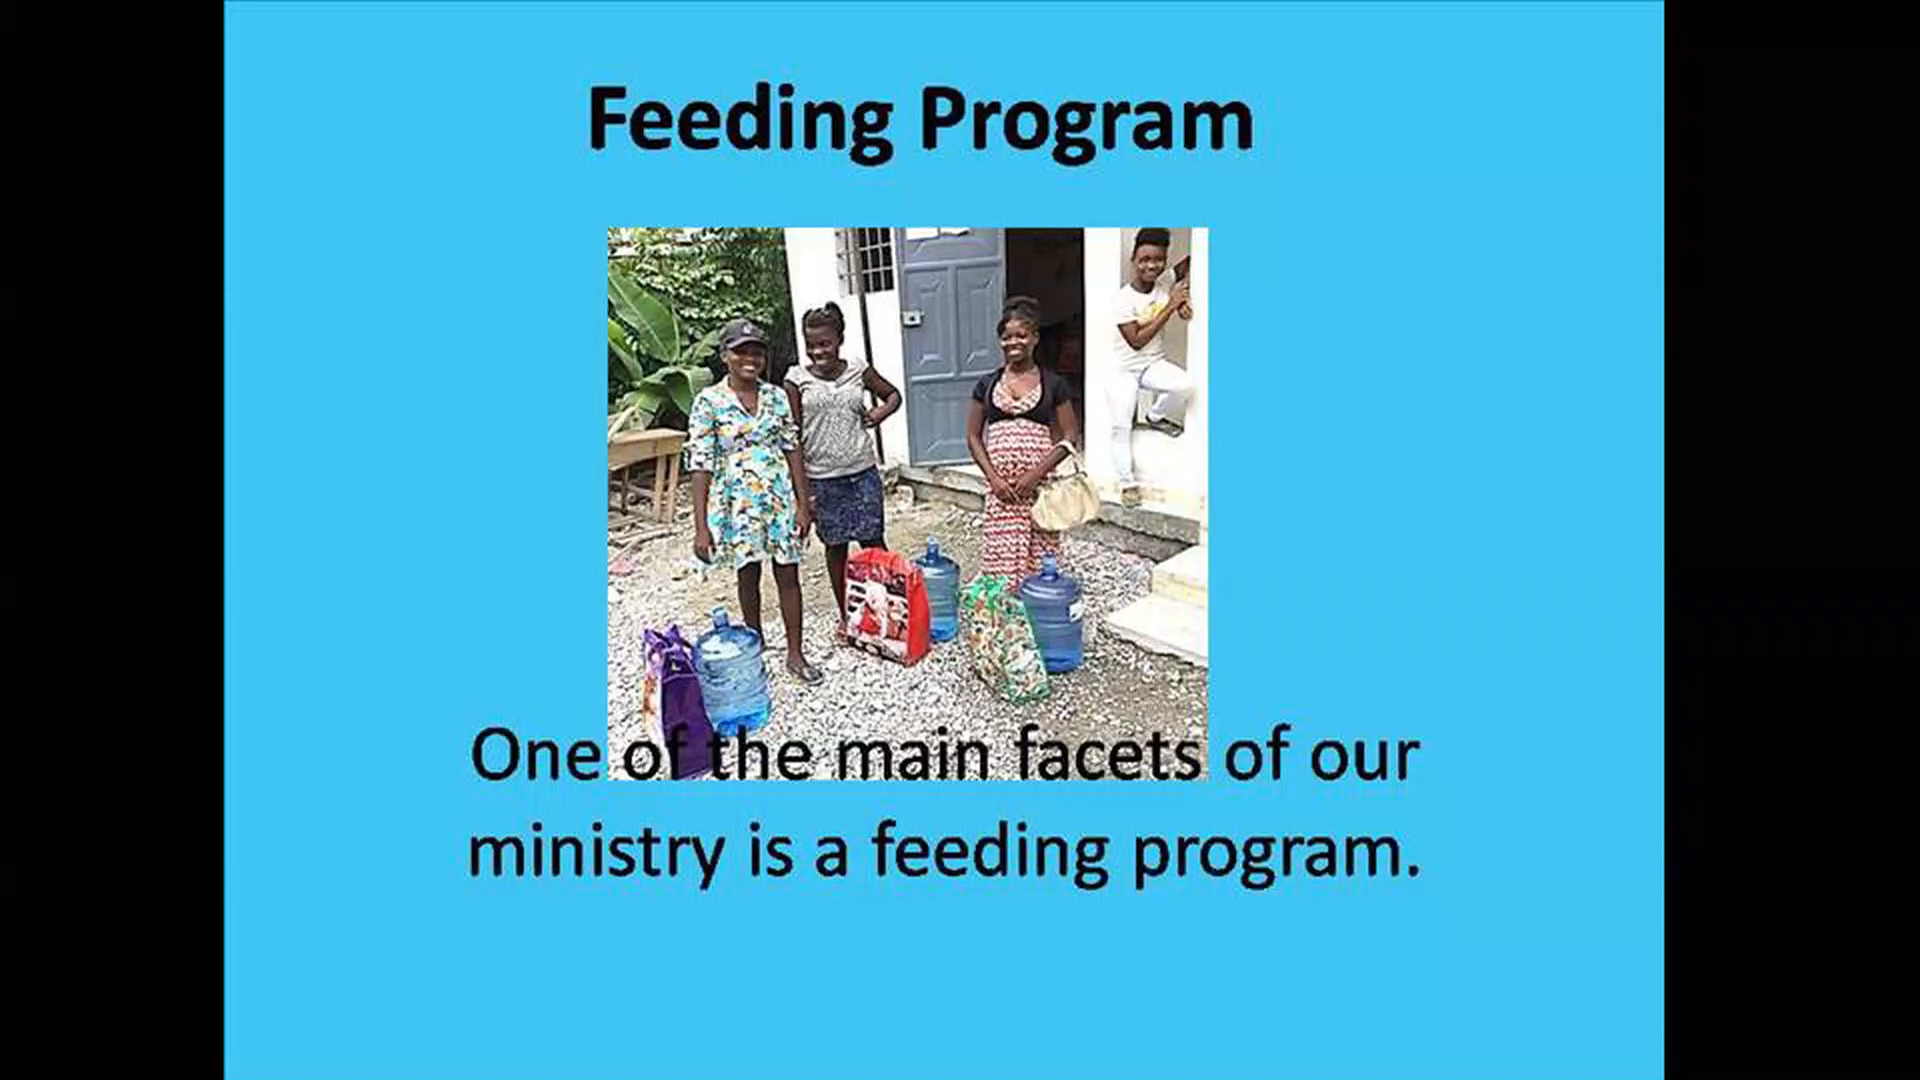 Feeding Program
One of the main facets of our
ministry is a feeding program.